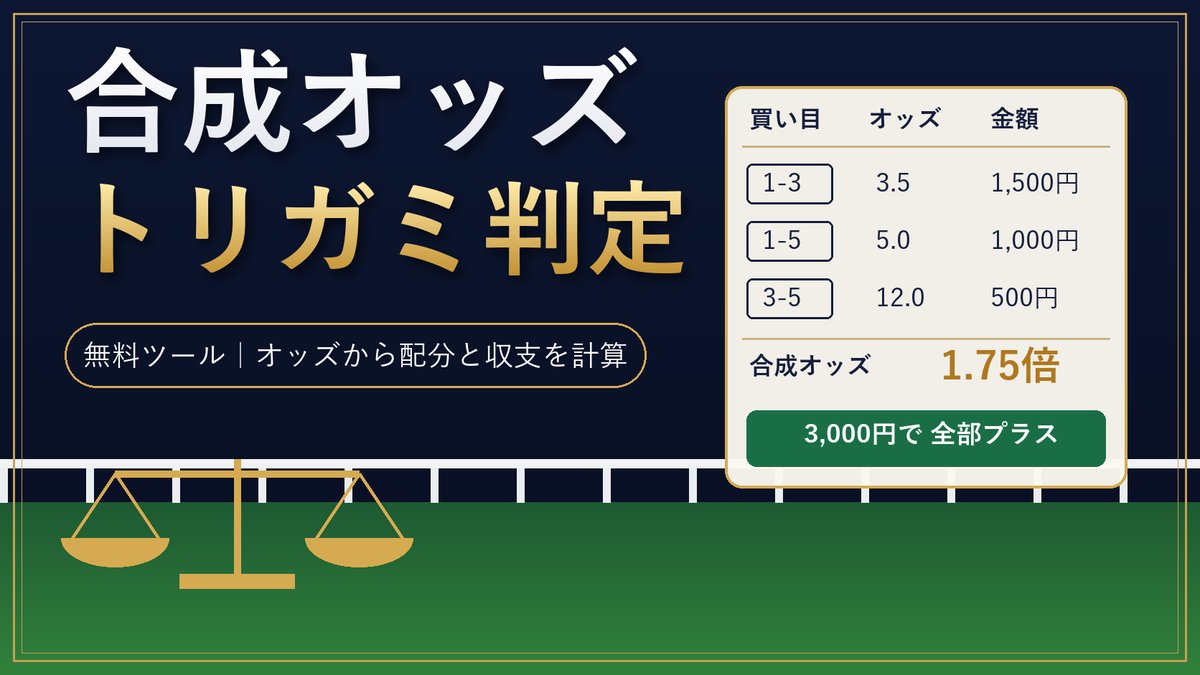 合成オッズ
トリガミ判定
無料ツール｜オッズから配分と収支を計算
買い目 オッズ 金額
1-3 3.5 1,500円
1-5 5.0 1,000円
3-5 12.0 500円
合成オッズ 1.75倍
3,000円で 全部プラス